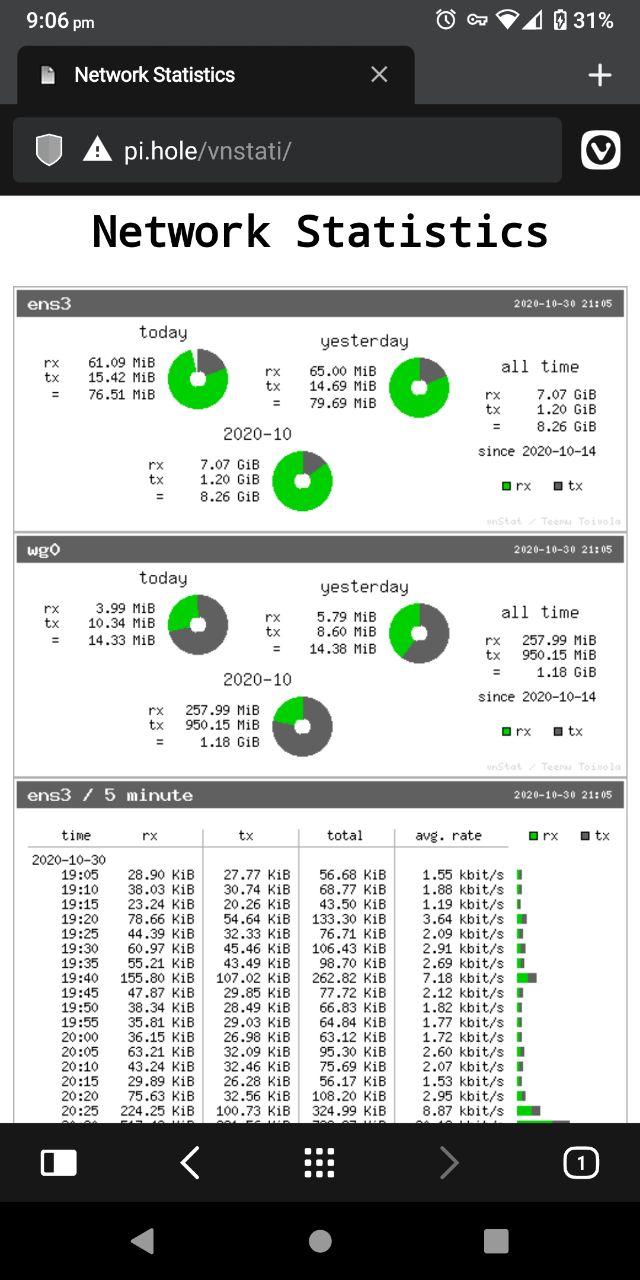 9:06 pm 31%
Network Statistics
pi.hole/vnstati/
Network Statistics
ens3 2020-10-30 21:05
today
rx 61.09 MiB
tx 15.42 MiB
= 76.51 MiB
yesterday
rx 65.00 MiB
tx 14.69 MiB
= 79.69 MiB
all time
rx 7.07 GiB
tx 1.20 GiB
= 8.26 GiB
since 2020-10-14
2020-10
rx 7.07 GiB
tx 1.20 GiB
= 8.26 GiB
rx tx
vnStat / Teemu Toivola
wg0 2020-10-30 21:05
today
rx 3.99 MiB
tx 10.34 MiB
= 14.33 MiB
yesterday
rx 5.79 MiB
tx 8.60 MiB
= 14.38 MiB
all time
rx 257.99 MiB
tx 950.15 MiB
= 1.18 GiB
since 2020-10-14
2020-10
rx 257.99 MiB
tx 950.15 MiB
= 1.18 GiB
rx tx
vnStat / Teemu Toivola
ens3 / 5 minute 2020-10-30 21:05
time rx tx total avg. rate rx tx
2020-10-30
19:05 28.90 KiB 27.77 KiB 56.68 KiB 1.55 kbit/s
19:10 38.03 KiB 30.74 KiB 68.77 KiB 1.88 kbit/s
19:15 23.24 KiB 20.26 KiB 43.50 KiB 1.19 kbit/s
19:20 78.66 KiB 54.64 KiB 133.30 KiB 3.64 kbit/s
19:25 44.39 KiB 32.33 KiB 76.71 KiB 2.09 kbit/s
19:30 60.97 KiB 45.46 KiB 106.43 KiB 2.91 kbit/s
19:35 55.21 KiB 43.49 KiB 98.70 KiB 2.69 kbit/s
19:40 155.80 KiB 107.02 KiB 262.82 KiB 7.18 kbit/s
19:45 47.87 KiB 29.85 KiB 77.72 KiB 2.12 kbit/s
19:50 38.34 KiB 28.49 KiB 66.83 KiB 1.82 kbit/s
19:55 35.81 KiB 29.03 KiB 64.84 KiB 1.77 kbit/s
20:00 36.15 KiB 26.98 KiB 63.12 KiB 1.72 kbit/s
20:05 63.21 KiB 32.09 KiB 95.30 KiB 2.60 kbit/s
20:10 43.24 KiB 32.46 KiB 75.69 KiB 2.07 kbit/s
20:15 29.89 KiB 26.28 KiB 56.17 KiB 1.53 kbit/s
20:20 75.63 KiB 32.56 KiB 108.20 KiB 2.95 kbit/s
20:25 224.25 KiB 100.73 KiB 324.99 KiB 8.87 kbit/s
1